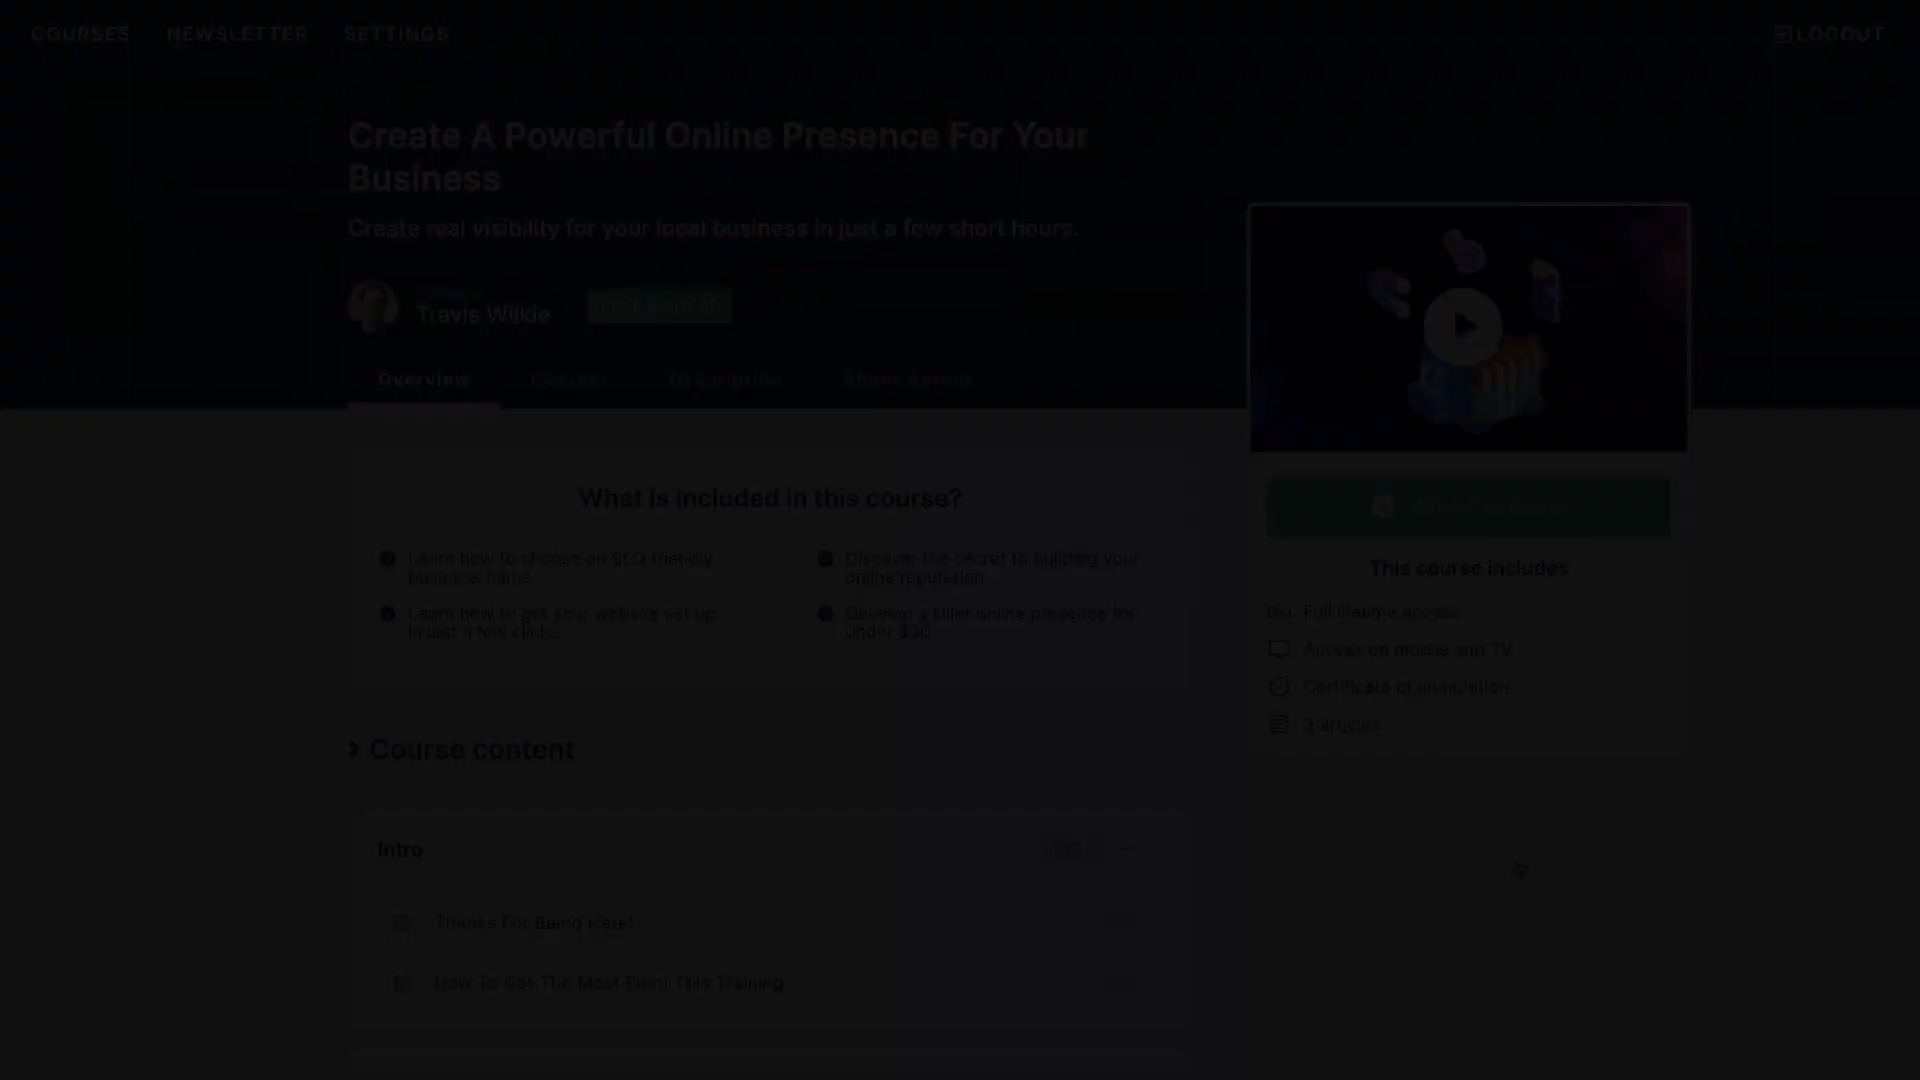 COURSES NEWSLETTER SETTINGS LOGOUT
Create A Powerful Online Presence For Your
Business
Create real visibility for your local business in just a few short hours.
Travis Wilkie
Overview Content Description About Author
What is included in this course?
Learn how to choose an SEO friendly
business name
Discover the secret to building your
online reputation
Learn how to get your website set up
in just a few clicks
Develop a killer online presence for
under $30
This course includes
Full lifetime access
Access on mobile and TV
Certificate of completion
3 articles
Course content
Intro
Thanks For Being Here!
How To Get The Most From This Training